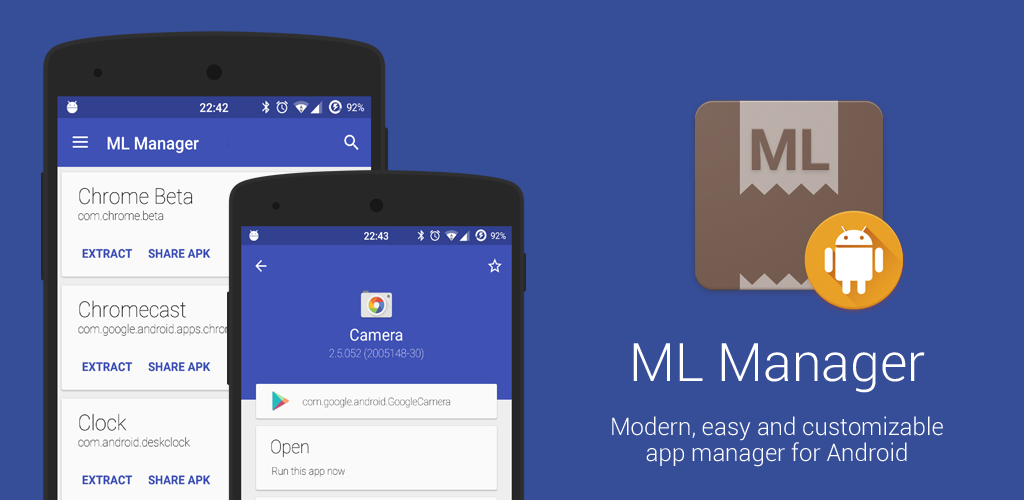 22:42
92%
ML Manager
Chrome Beta
com.chrome.beta
EXTRACT SHARE APK
Chromecast
com.google.android.apps.chro
EXTRACT SHARE APK
Clock
com.android.deskclock
EXTRACT SHARE APK
22:43
92%
Camera
2.5.052 (2005148-30)
com.google.android.GoogleCamera
Open
Run this app now
ML
ML Manager
Modern, easy and customizable
app manager for Android